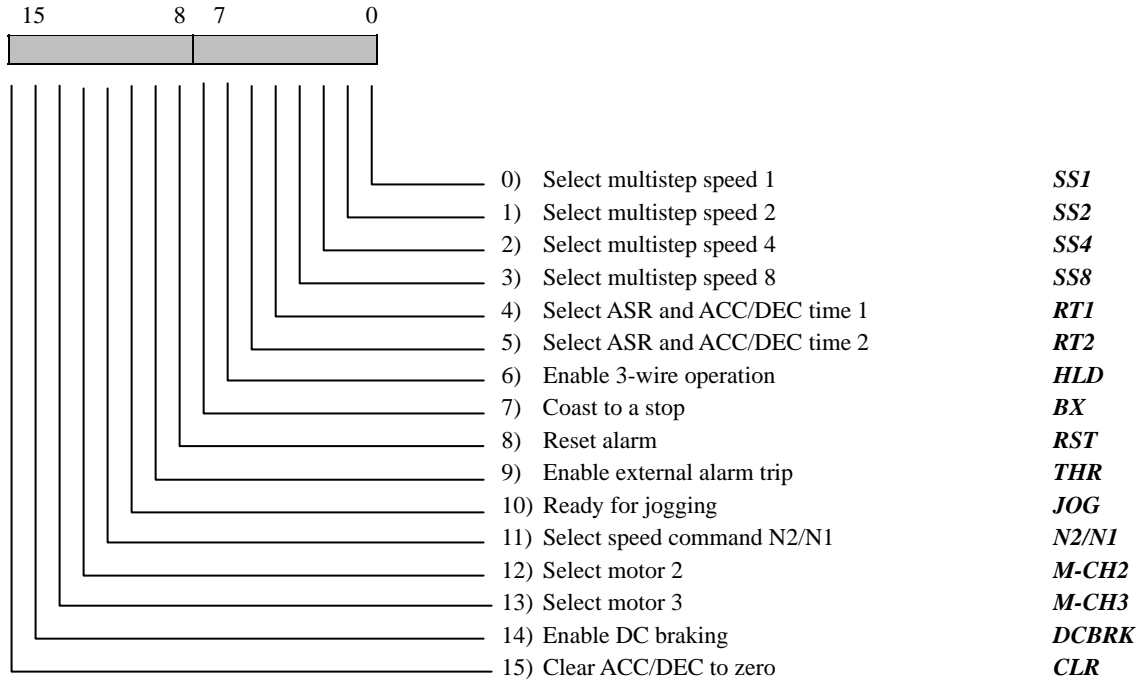 15 8 7 0
0) Select multistep speed 1 SS1
1) Select multistep speed 2 SS2
2) Select multistep speed 4 SS4
3) Select multistep speed 8 SS8
4) Select ASR and ACC/DEC time 1 RT1
5) Select ASR and ACC/DEC time 2 RT2
6) Enable 3-wire operation HLD
7) Coast to a stop BX
8) Reset alarm RST
9) Enable external alarm trip THR
10) Ready for jogging JOG
11) Select speed command N2/N1 N2/N1
12) Select motor 2 M-CH2
13) Select motor 3 M-CH3
14) Enable DC braking DCBRK
15) Clear ACC/DEC to zero CLR